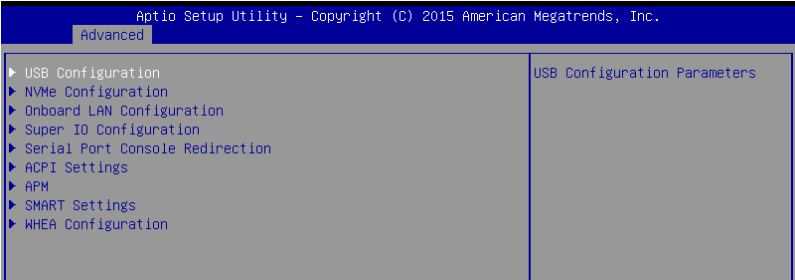 Aptio Setup Utility – Copyright (C) 2015 American Megatrends, Inc.
Advanced
USB Configuration
NVMe Configuration
Onboard LAN Configuration
Super IO Configuration
Serial Port Console Redirection
ACPI Settings
APM
SMART Settings
WHEA Configuration
USB Configuration Parameters